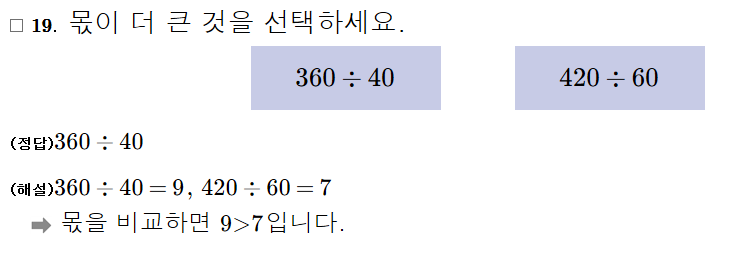 □ 19. 몫이 더 큰 것을 선택하세요.
360 ÷ 40 420 ÷ 60
(정답)360 ÷ 40
(해설)360 ÷ 40 = 9, 420 ÷ 60 = 7
➡ 몫을 비교하면 9>7입니다.